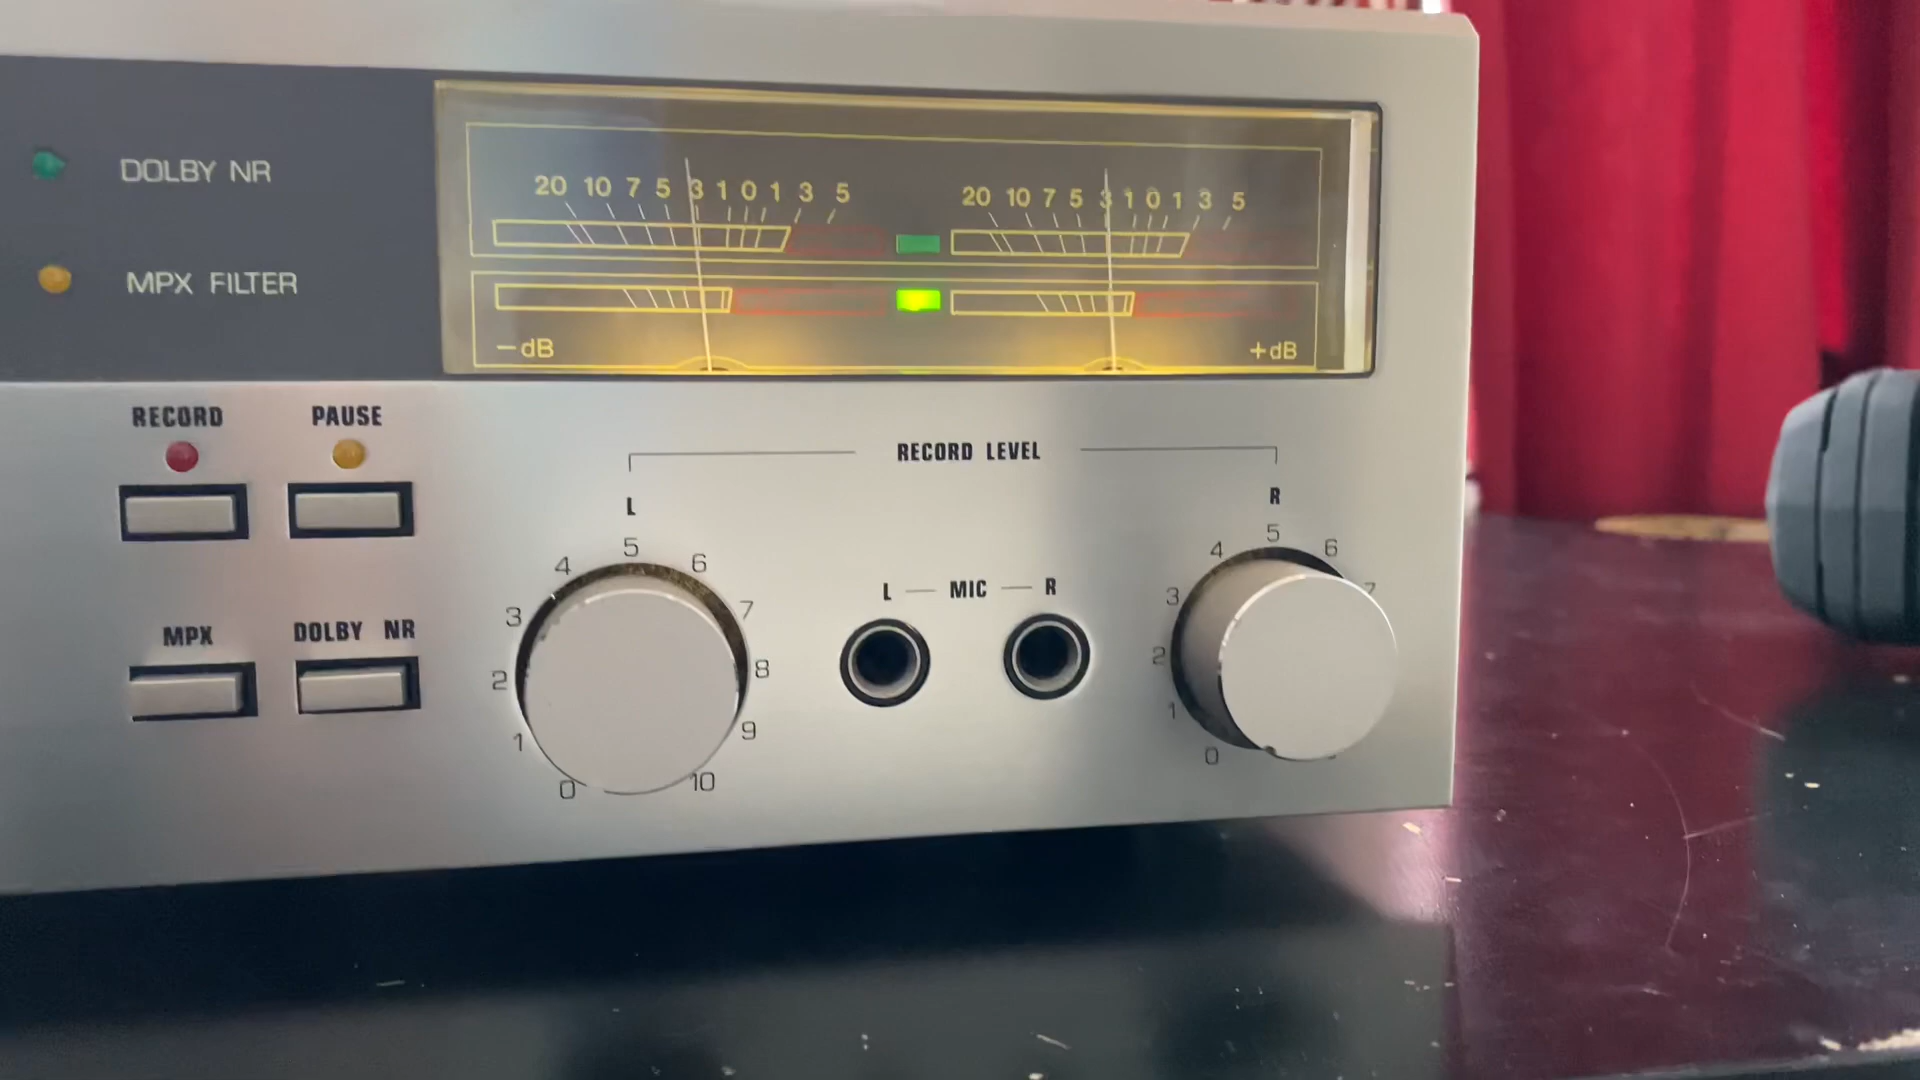 DOLBY NR
MPX FILTER
20 10 7 5 3 1 0 1 3 5
20 10 7 5 3 1 0 1 3 5
-dB
+dB
RECORD
PAUSE
RECORD LEVEL
L
R
MPX
DOLBY NR
0 1 2 3 4 5 6 7 8 9 10
L — MIC — R
0 1 2 3 4 5 6 7